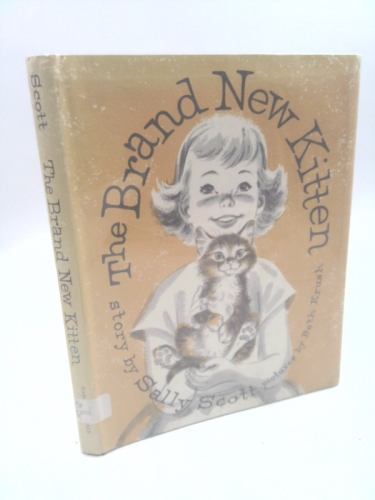 Scott The Brand New Kitten
The Brand New Kitten
story by Sally Scott pictures by Beth Krush